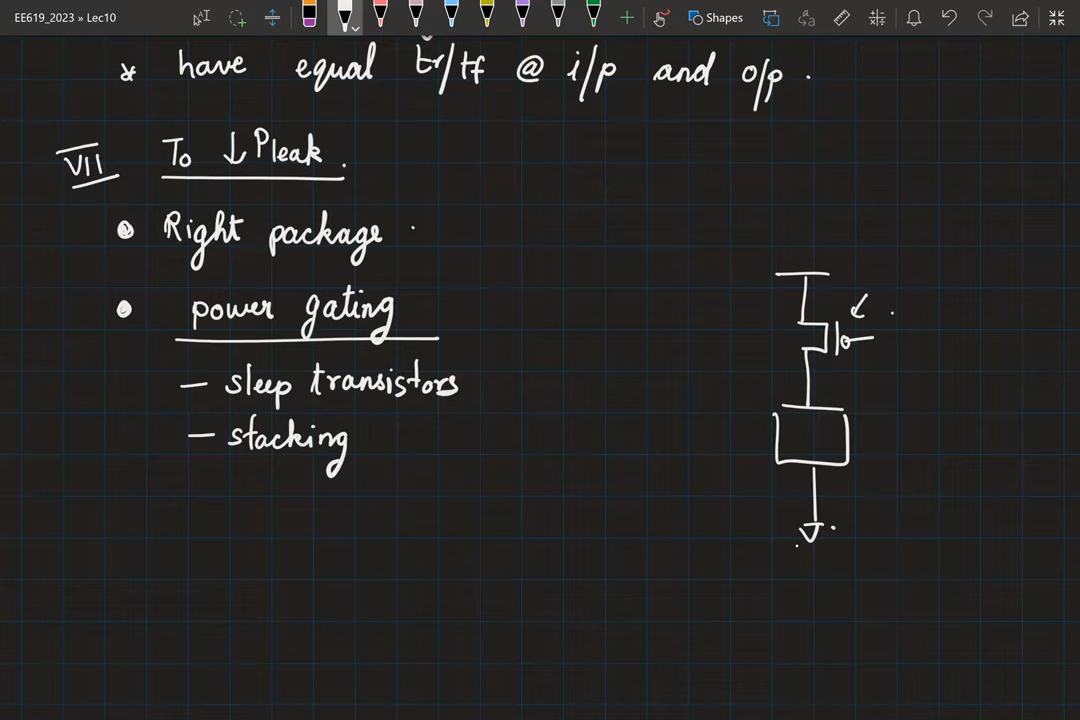 EE619_2023 » Lec10
Shapes
* have equal tr/tf @ i/p and o/p .
VII To ↓ Pleak .
• Right package .
• power gating
— sleep transistors
— stacking